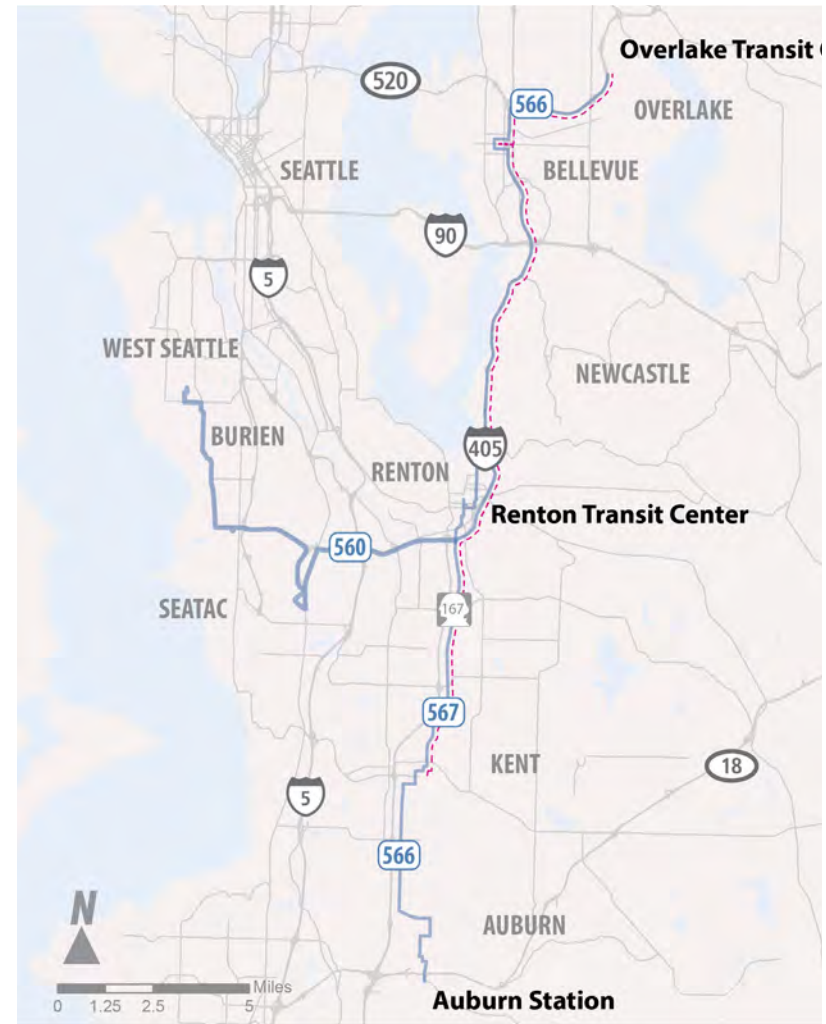 Overlake Transit C
520
566
OVERLAKE
SEATTLE
BELLEVUE
90
5
WEST SEATTLE
NEWCASTLE
BURIEN
405
RENTON
Renton Transit Center
560
SEATAC
167
567
KENT
18
5
566
N
AUBURN
Miles
0 1.25 2.5 5
Auburn Station